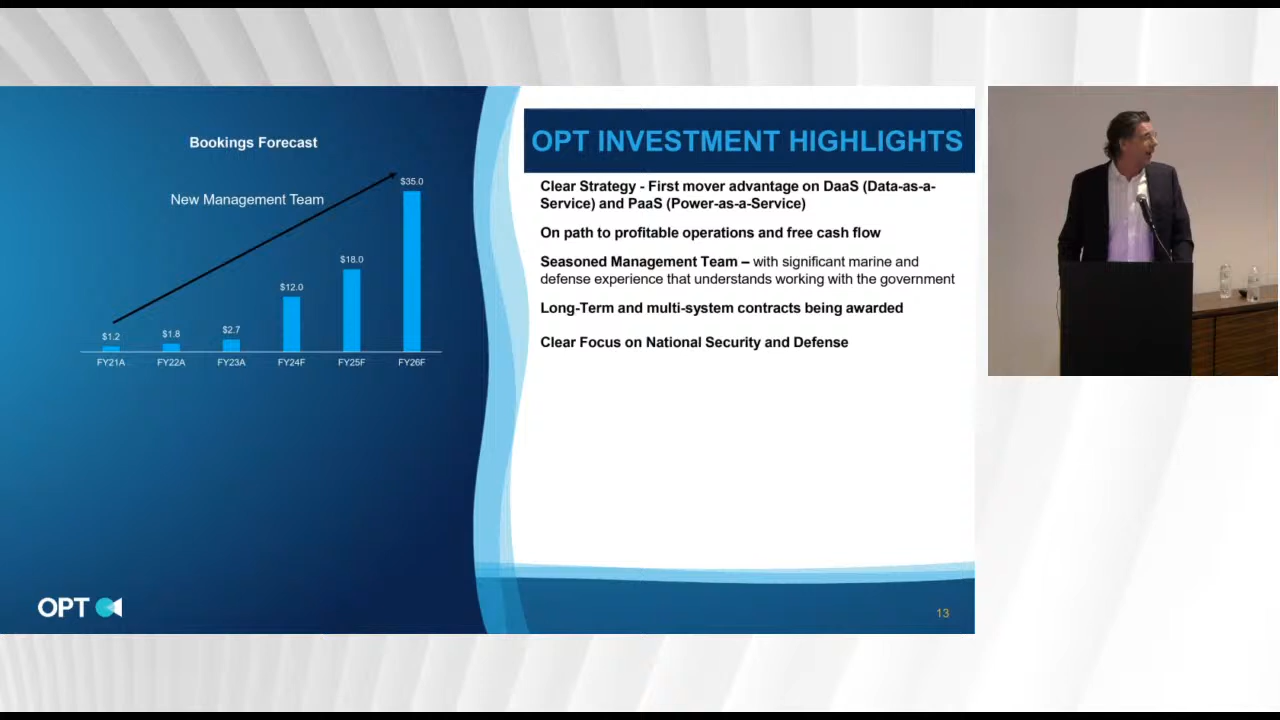 Bookings Forecast
New Management Team
$1.2
$1.8
$2.7
$12.0
$18.0
$35.0
FY21A
FY22A
FY23A
FY24F
FY25F
FY26F
OPT
OPT INVESTMENT HIGHLIGHTS
Clear Strategy - First mover advantage on DaaS (Data-as-a-
Service) and PaaS (Power-as-a-Service)
On path to profitable operations and free cash flow
Seasoned Management Team – with significant marine and
defense experience that understands working with the government
Long-Term and multi-system contracts being awarded
Clear Focus on National Security and Defense
13